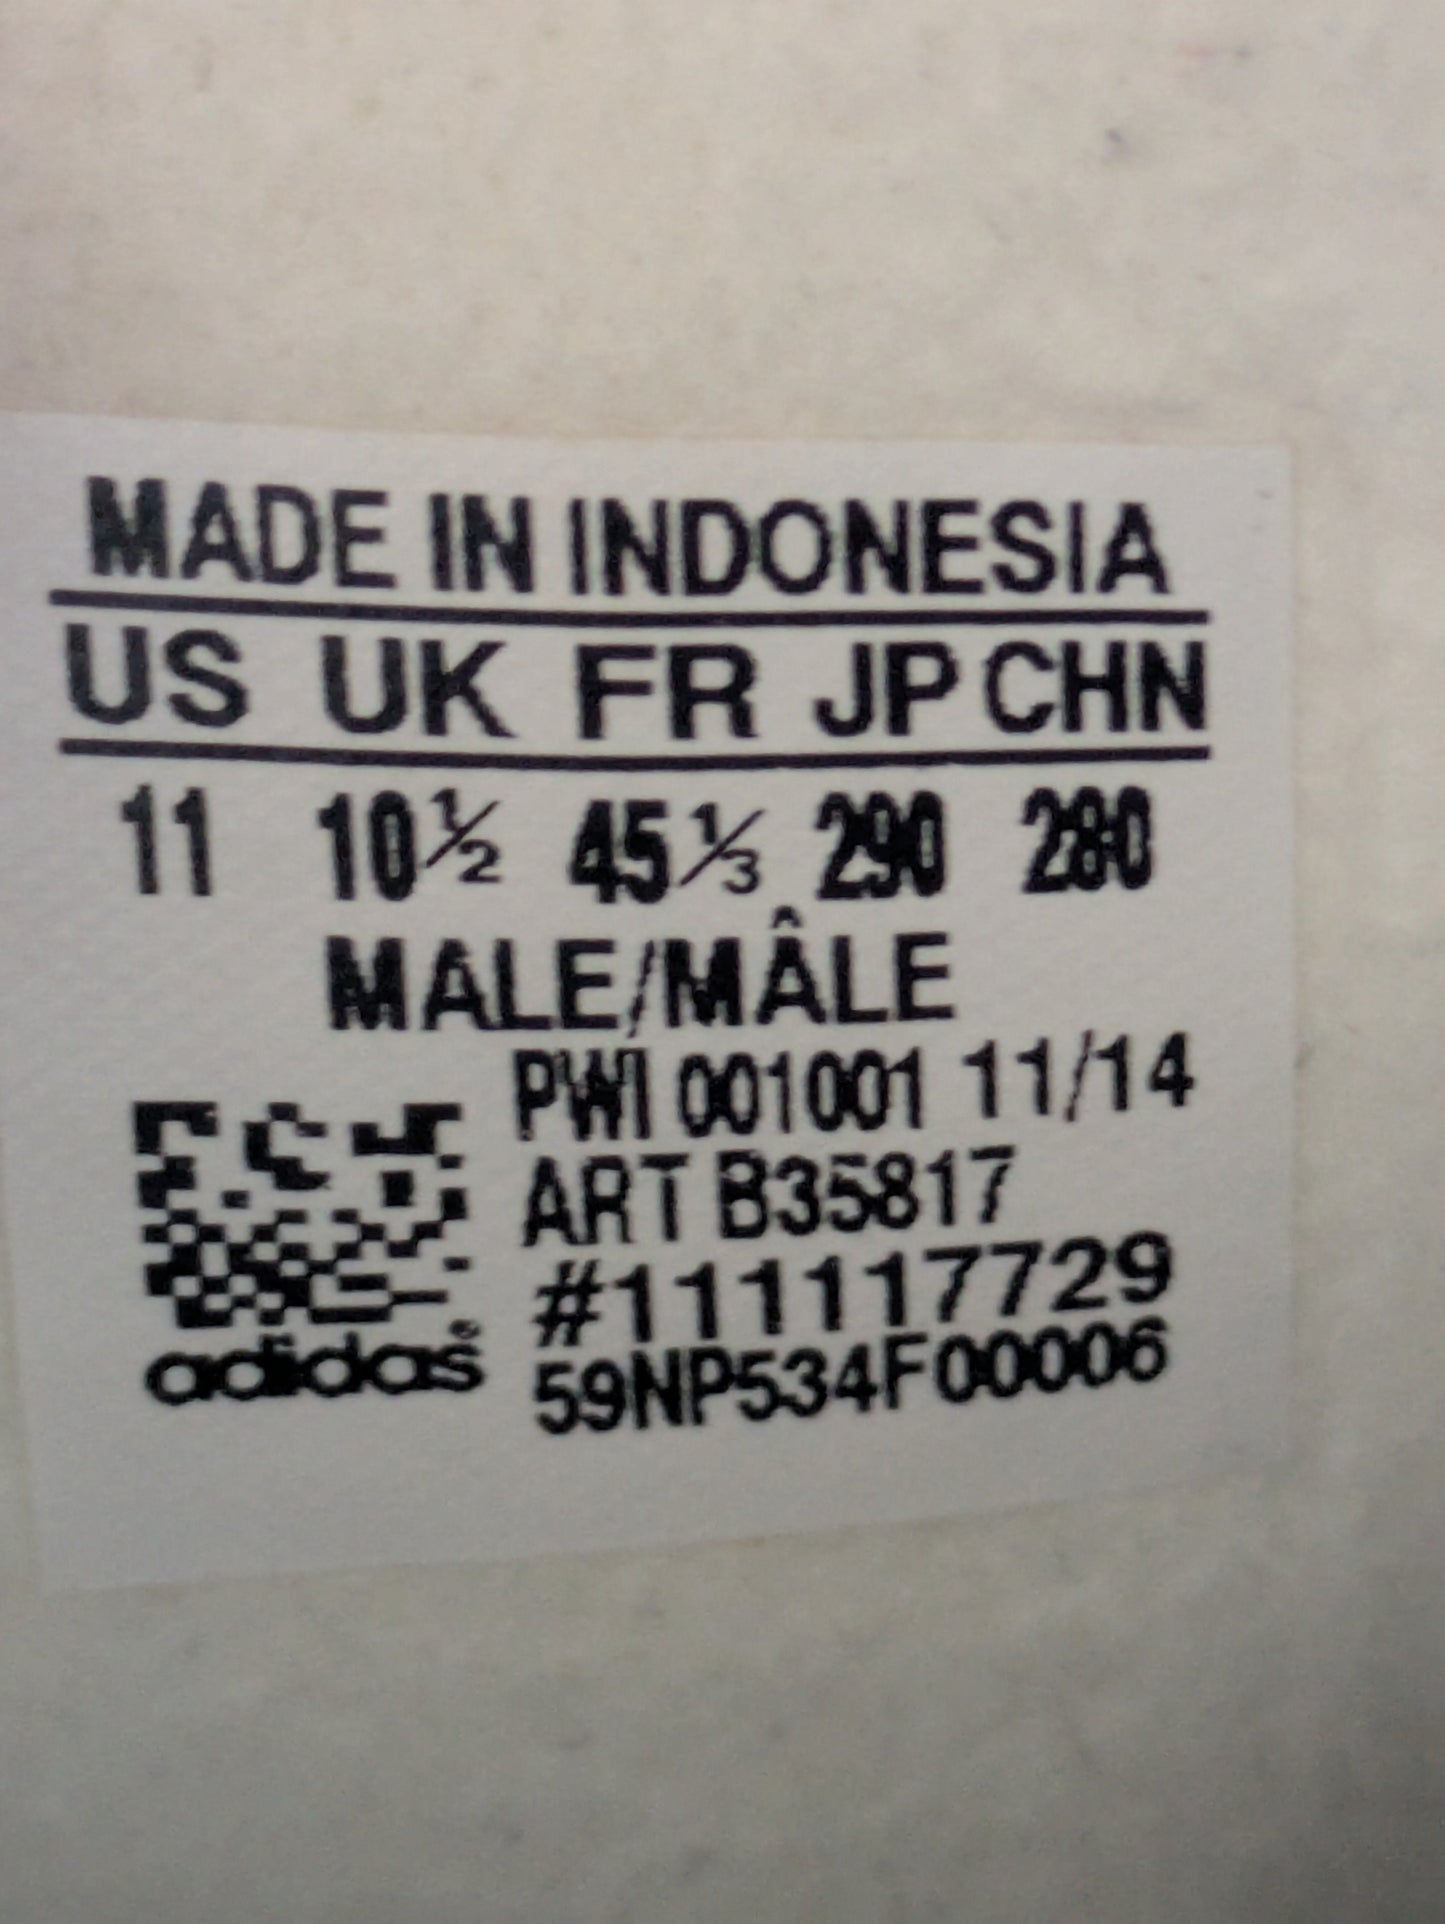 MADE IN INDONESIA
US UK FR JP CHN
11 10½ 45⅓ 290 280
MALE/MÂLE
PWI 001001 11/14
ART B35817
#111117729
adidas® 59NP534F00006